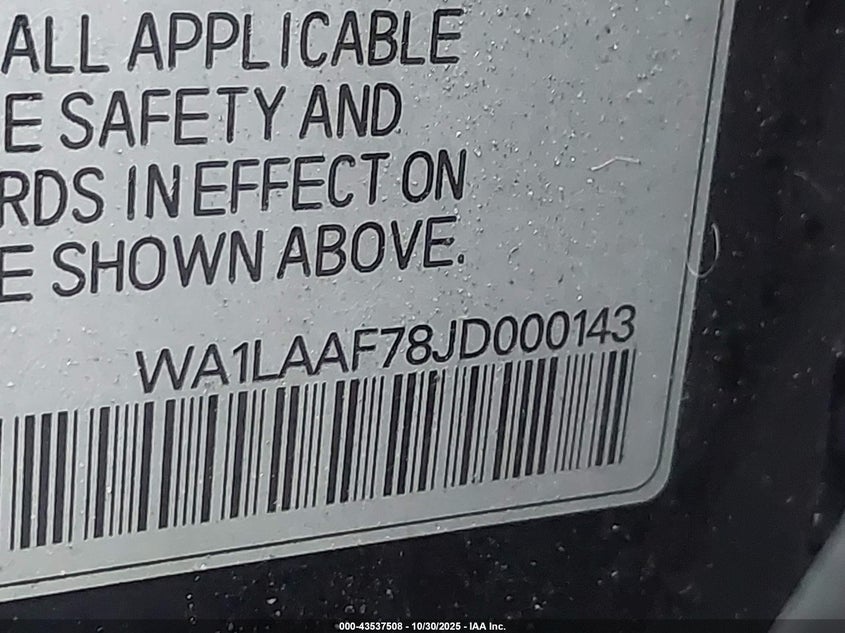 ALL APPLICABLE
E SAFETY AND
RDS IN EFFECT ON
E SHOWN ABOVE.
WA1LAAF78JD000143
000-43537508 - 10/30/2025 - IAA Inc.